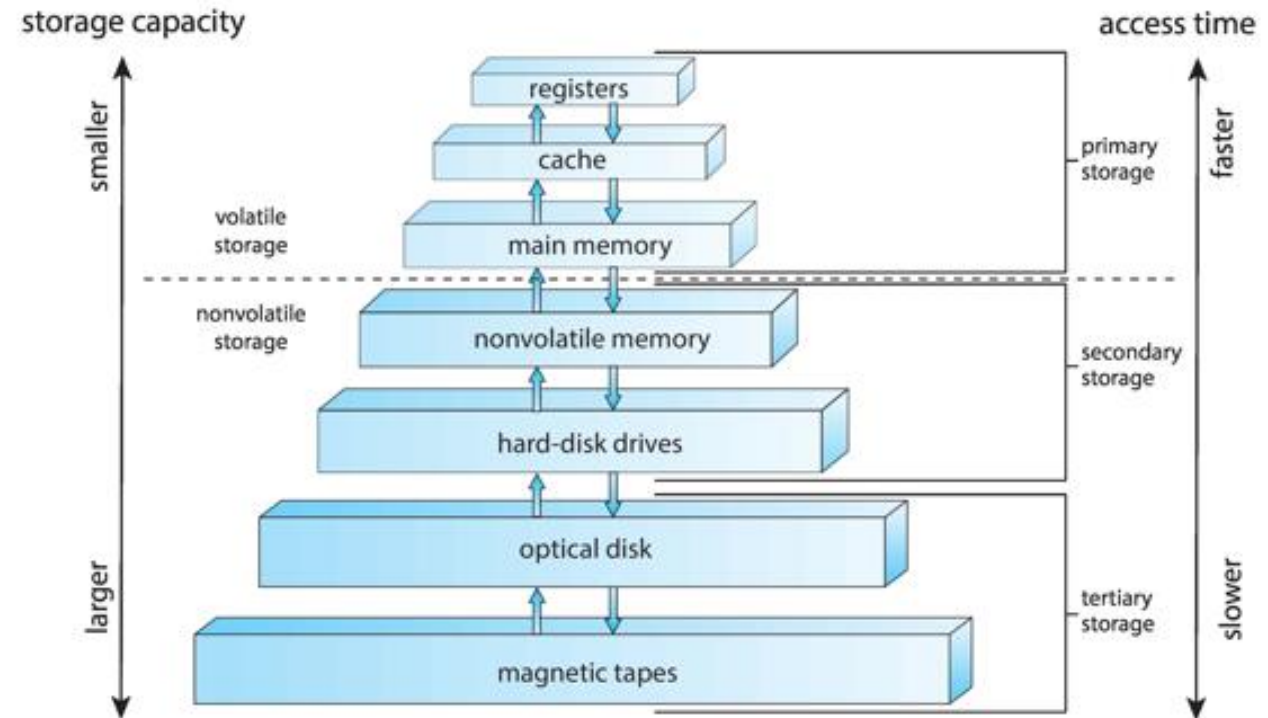 storage capacity
access time
smaller
larger
volatile
storage
nonvolatile
storage
registers
cache
main memory
nonvolatile memory
hard-disk drives
optical disk
magnetic tapes
primary
storage
secondary
storage
tertiary
storage
faster
slower